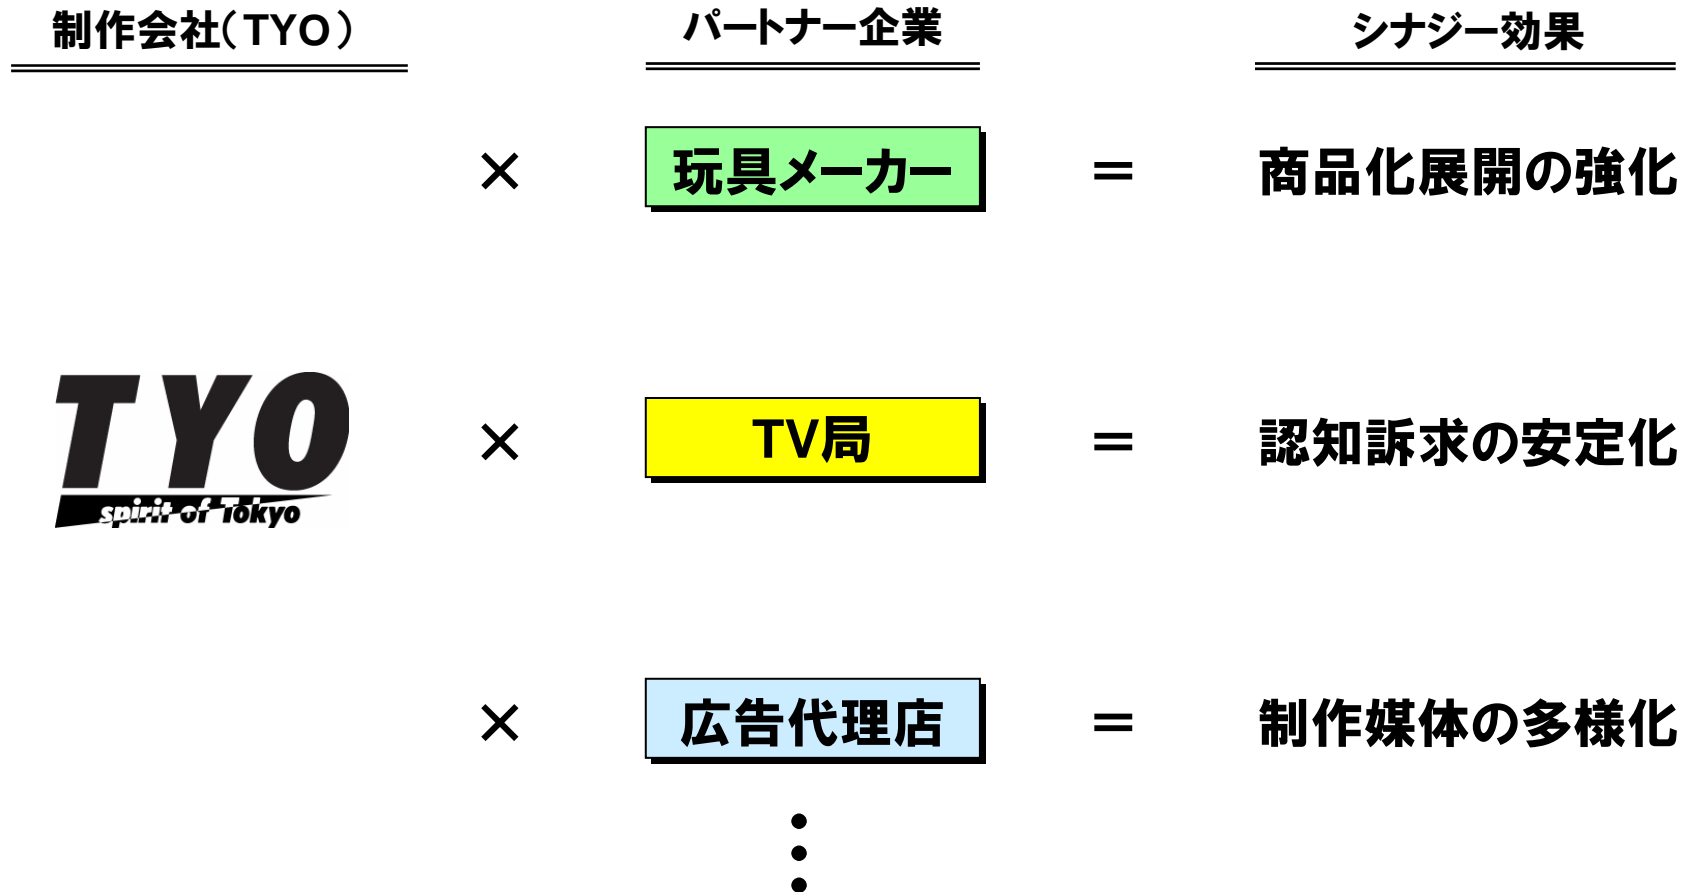 制作会社(TYO)
パートナー企業
シナジー効果
× 玩具メーカー = 商品化展開の強化
TYO
spirit of Tokyo
× TV局 = 認知訴求の安定化
× 広告代理店 = 制作媒体の多様化